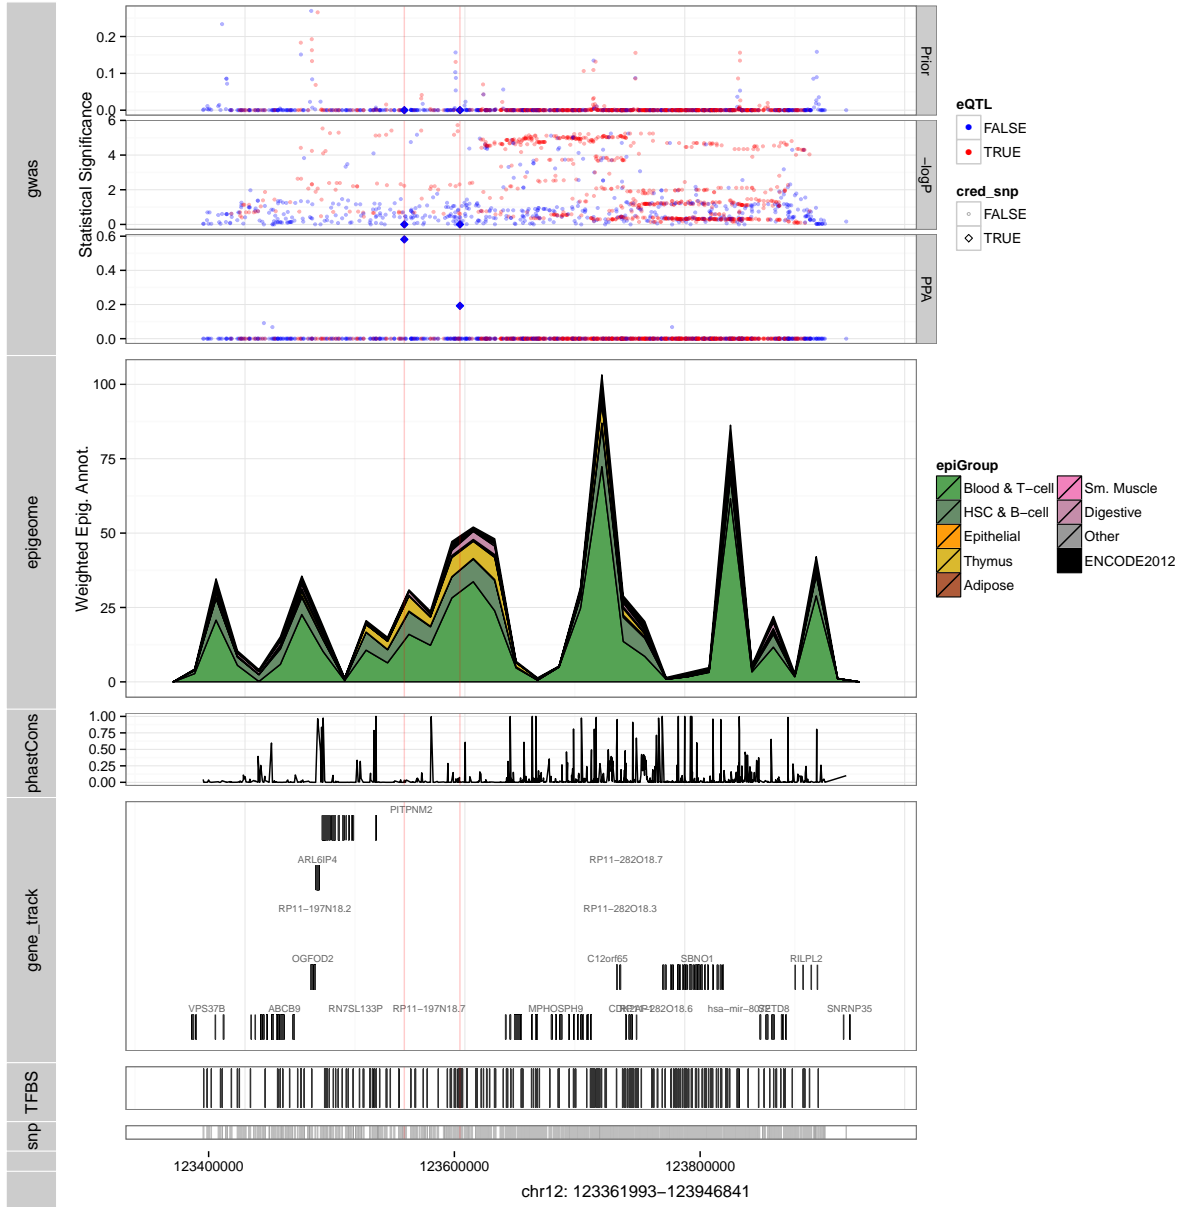 gwas
Statistical Significance
0.2
0.1
0.0
Prior
6
4
2
0
−logP
0.6
0.4
0.2
0.0
PPA
eQTL
FALSE
TRUE
cred_snp
FALSE
TRUE
epigeome
Weighted Epig. Annot.
100
75
50
25
0
epiGroup
Blood & T−cell
HSC & B−cell
Epithelial
Thymus
Adipose
Sm. Muscle
Digestive
Other
ENCODE2012
phastCons
1.00
0.75
0.50
0.25
0.00
gene_track
PITPNM2
ARL6IP4
RP11−282O18.7
RP11−197N18.2
RP11−282O18.3
OGFOD2
C12orf65
SBNO1
RILPL2
VPS37B
ABCB9
RN7SL133P
RP11−197N18.7
MPHOSPH9
SNRNP35
TFBS
snp
123400000
123600000
123800000
chr12: 123361993−123946841